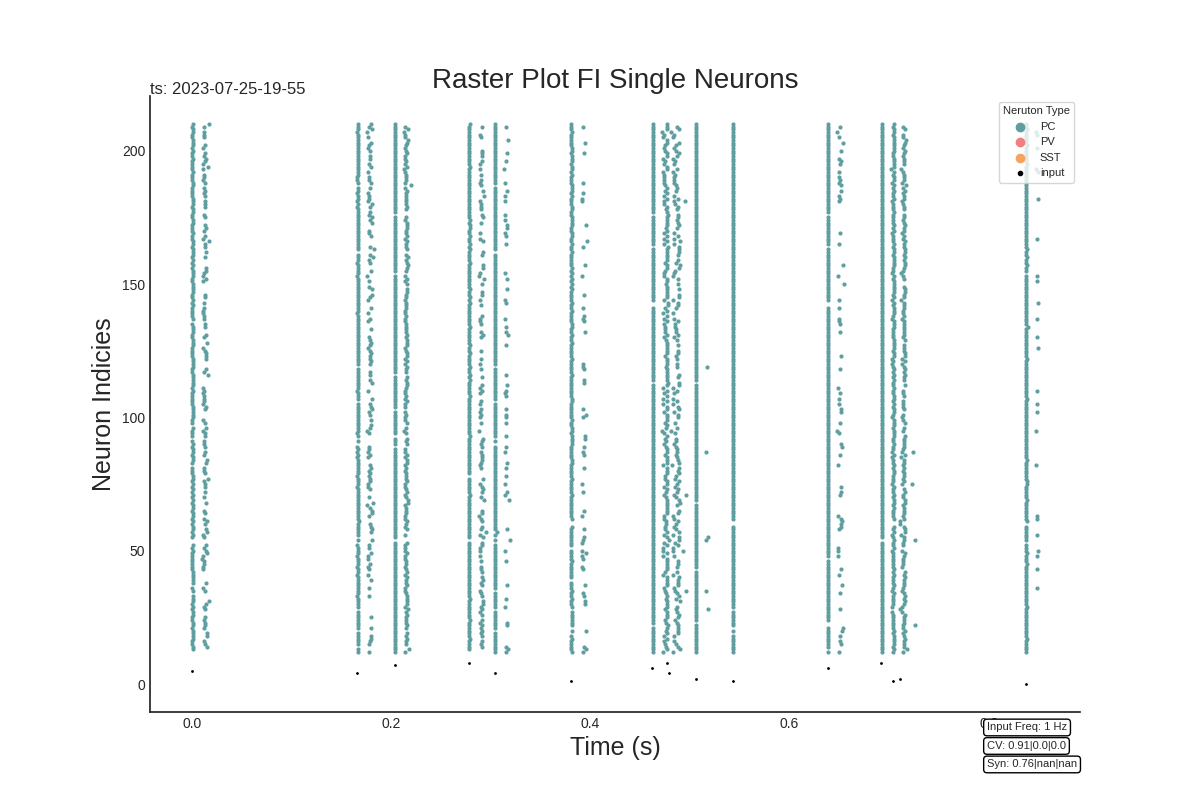 Raster Plot FI Single Neurons
ts: 2023-07-25-19-55
Neruton Type
PC
PV
SST
input
Neuron Indicies
200
150
100
50
0
0.0 0.2 0.4 0.6
Time (s)
Input Freq: 1 Hz
CV: 0.91|0.0|0.0
Syn: 0.76|nan|nan